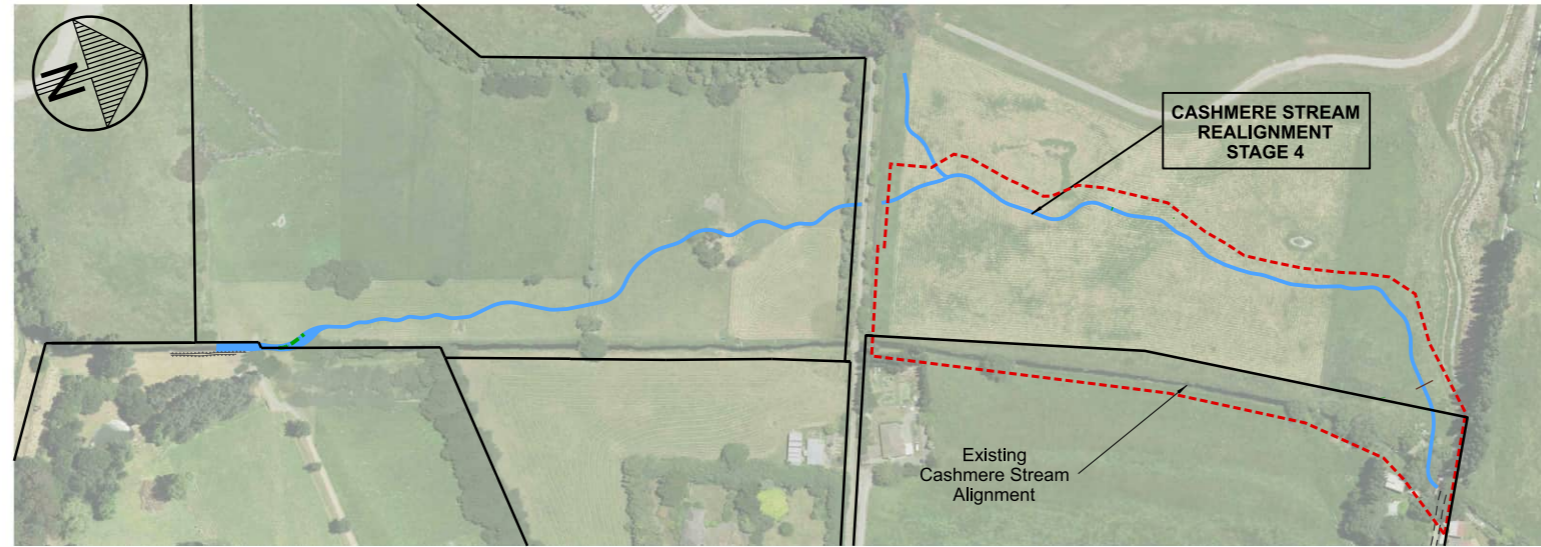 N
CASHMERE STREAM
REALIGNMENT
STAGE 4
Existing
Cashmere Stream
Alignment